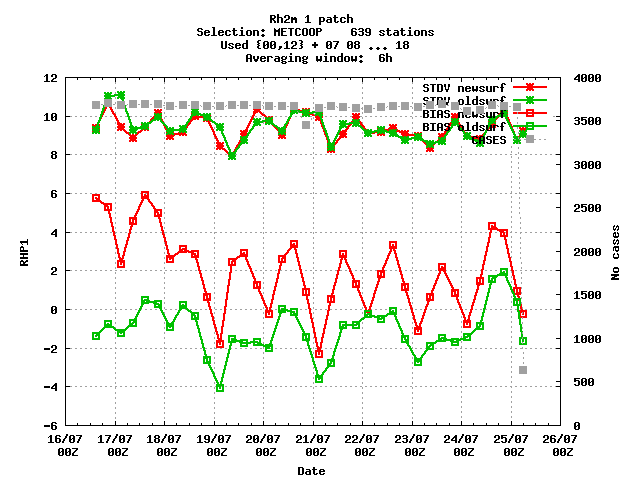 Rh2m 1 patch
Selection: METCOOP 639 stations
Used {00,12} + 07 08 ... 18
Averaging window: 6h
STDV newsurf
STDV oldsurf
BIAS newsurf
BIAS oldsurf
CASES
12
10
8
6
4
2
0
-2
-4
-6
RHP1
4000
3500
3000
2500
2000
1500
1000
500
0
No cases
16/07 17/07 18/07 19/07 20/07 21/07 22/07 23/07 24/07 25/07 26/07
00Z 00Z 00Z 00Z 00Z 00Z 00Z 00Z 00Z 00Z 00Z
Date